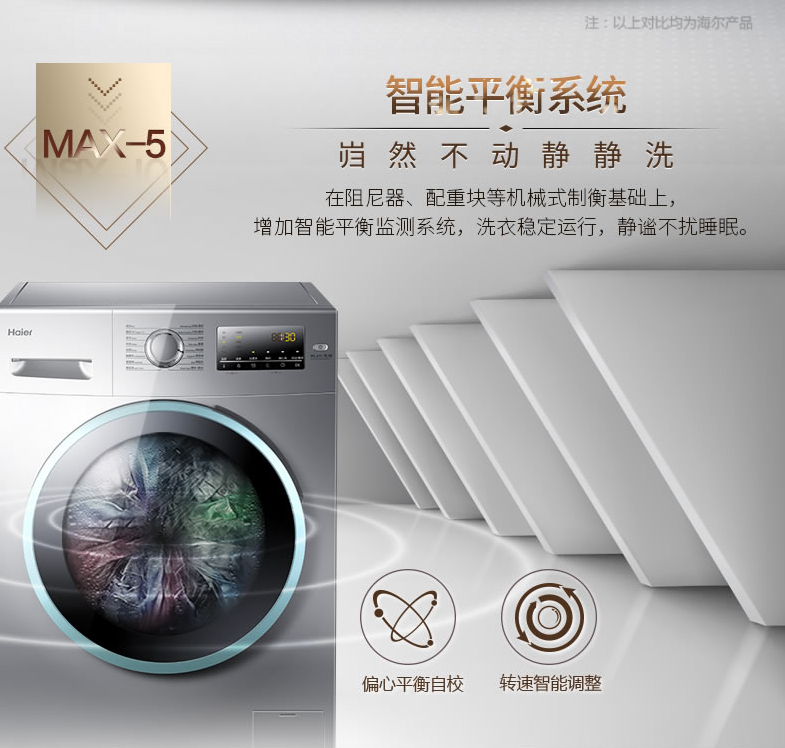 注：以上对比均为海尔产品
MAX-5
智能平衡系统
岿然不动静静洗
在阻尼器、配重块等机械式制衡基础上，
增加智能平衡监测系统，洗衣稳定运行，静谧不扰睡眠。
Haier
偏心平衡自校
转速智能调整